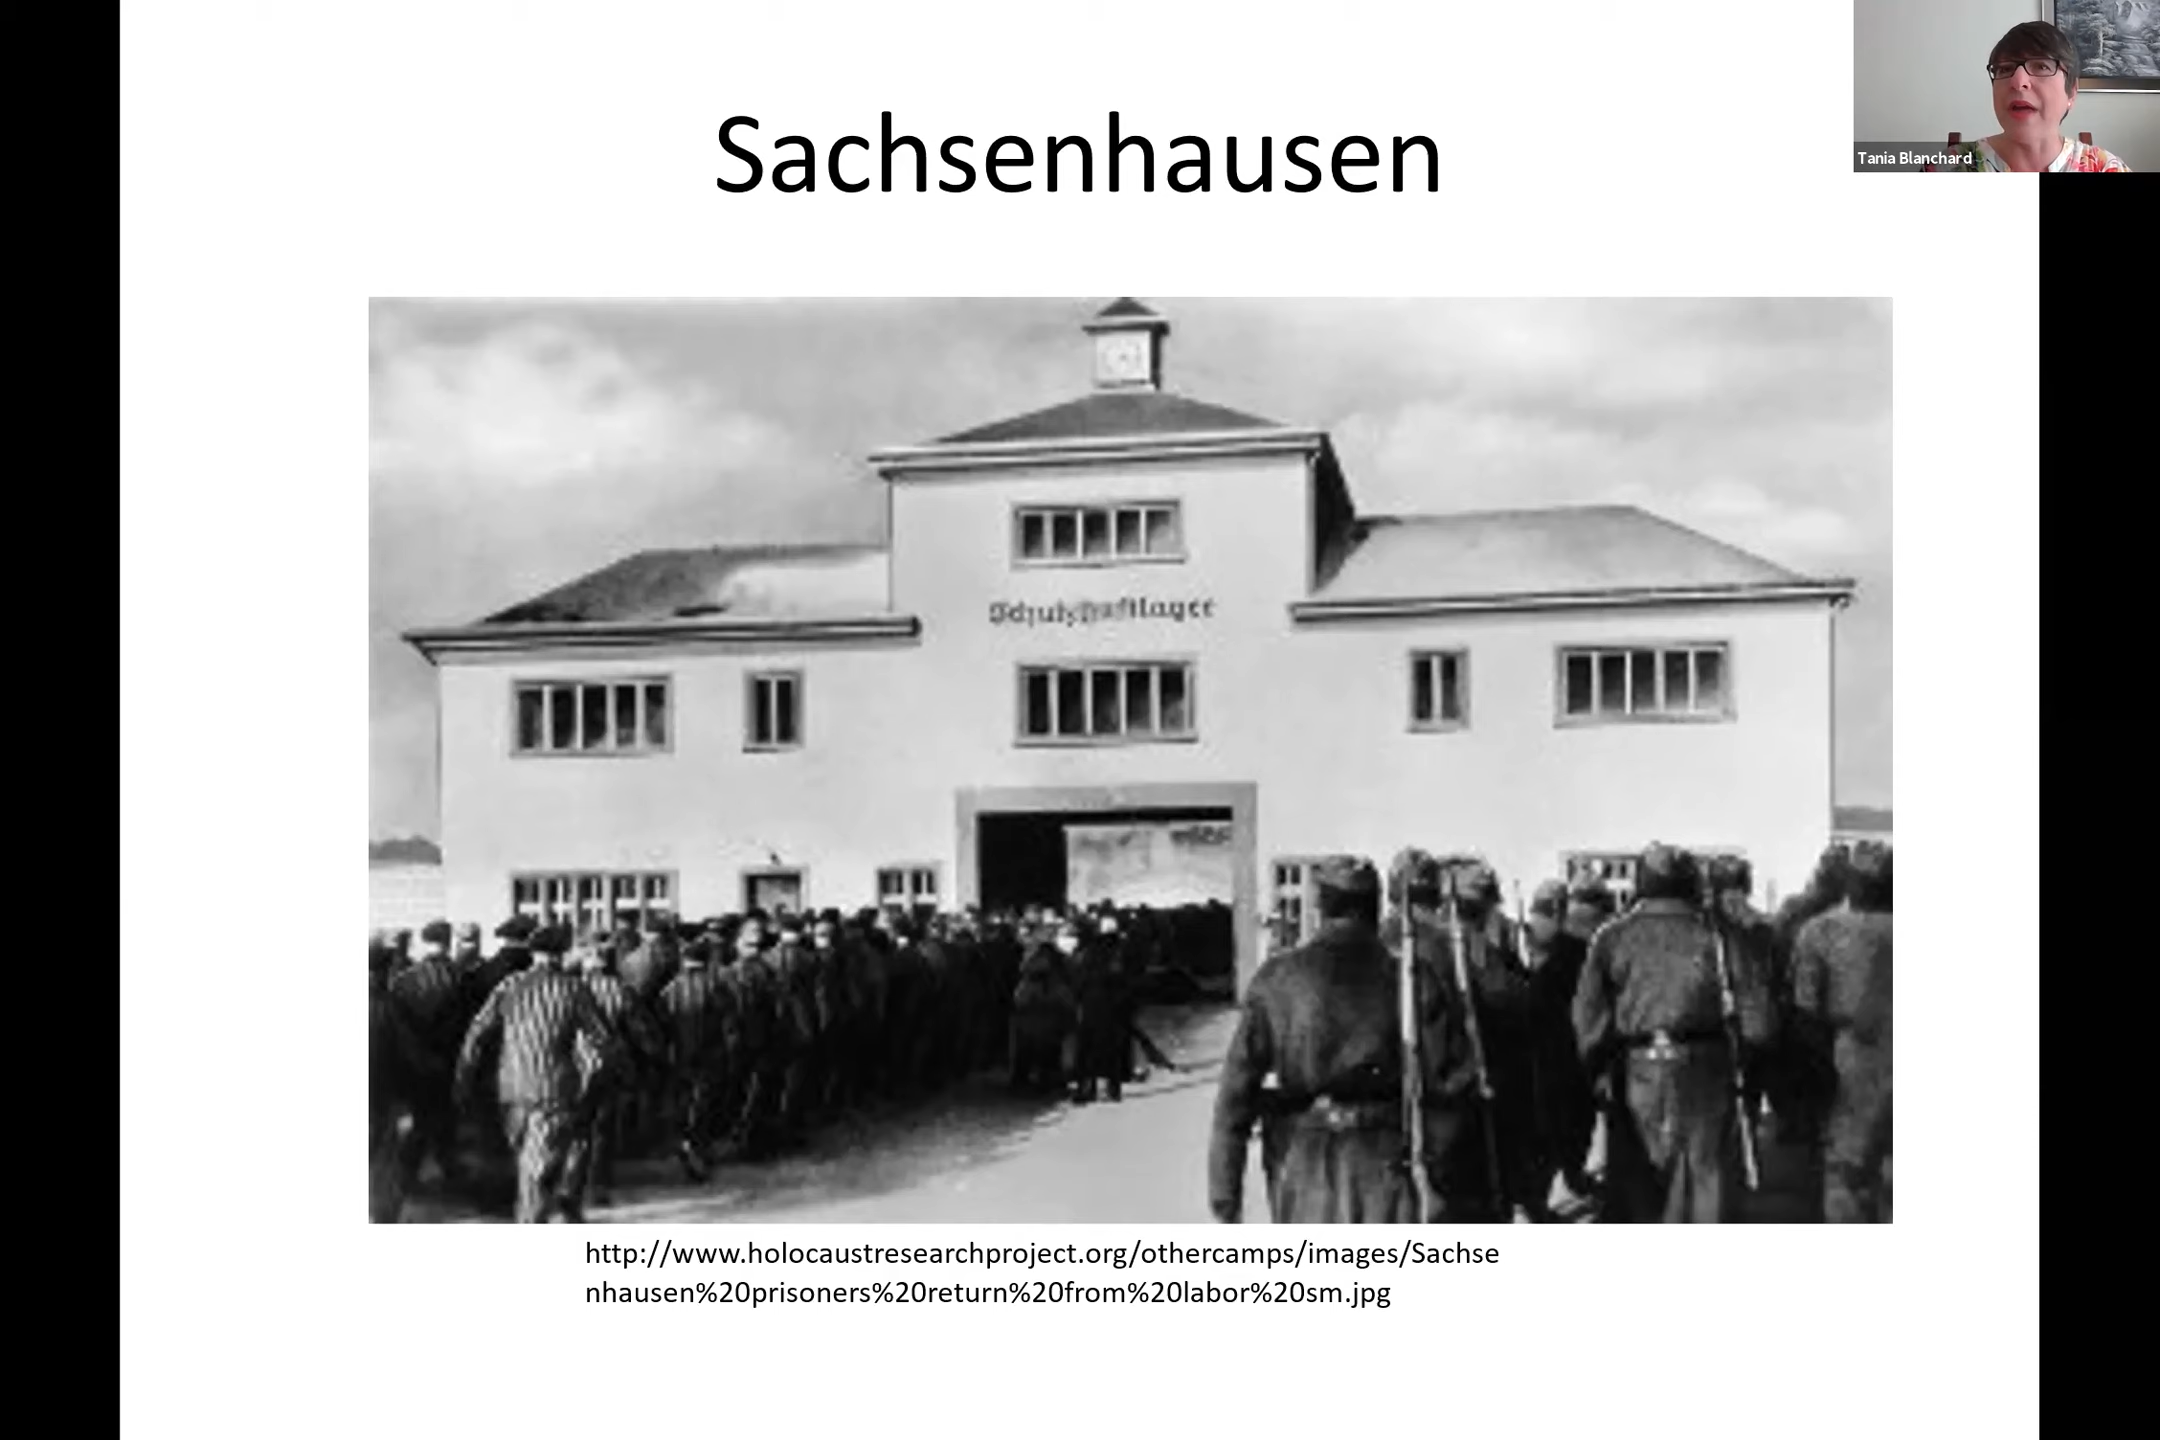 Sachsenhausen
Tania Blanchard
Schutzhaftlager
http://www.holocaustresearchproject.org/othercamps/images/Sachse
nhausen%20prisoners%20return%20from%20labor%20sm.jpg